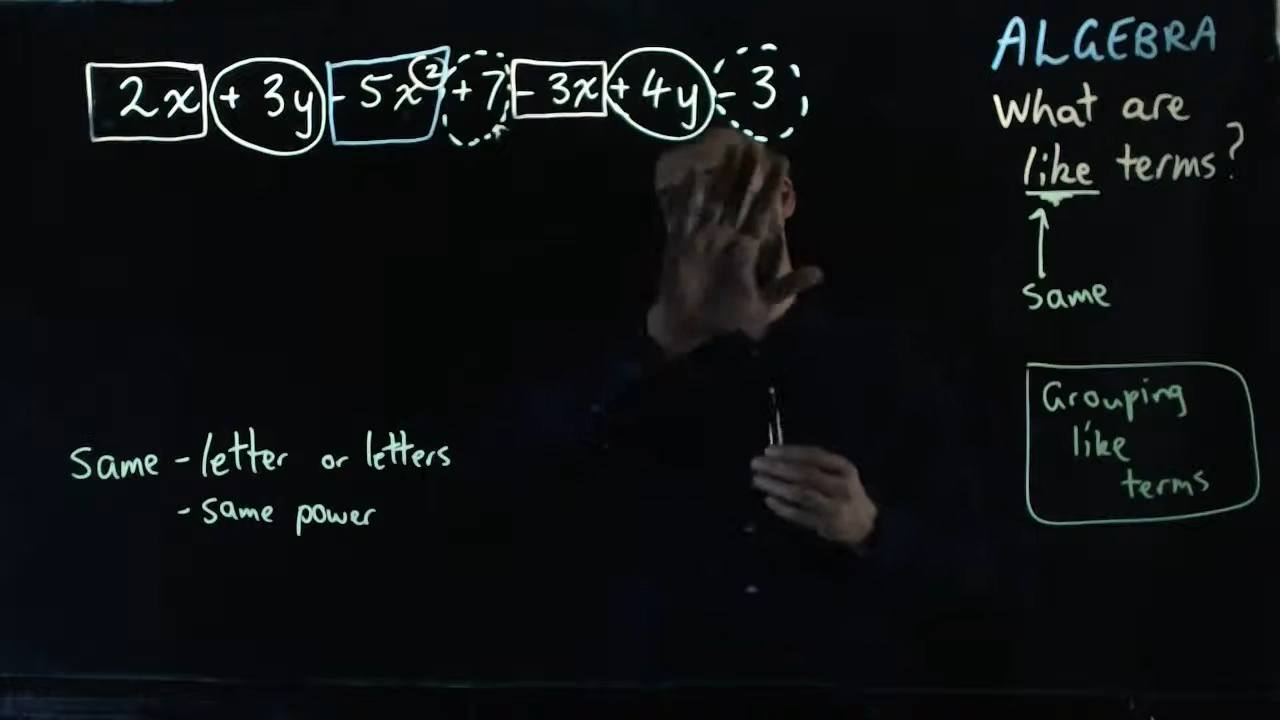 2x + 3y - 5x² + 7 - 3x + 4y - 3
ALGEBRA
What are
like terms?
same
Grouping
like
terms
Same - letter or letters
- same power